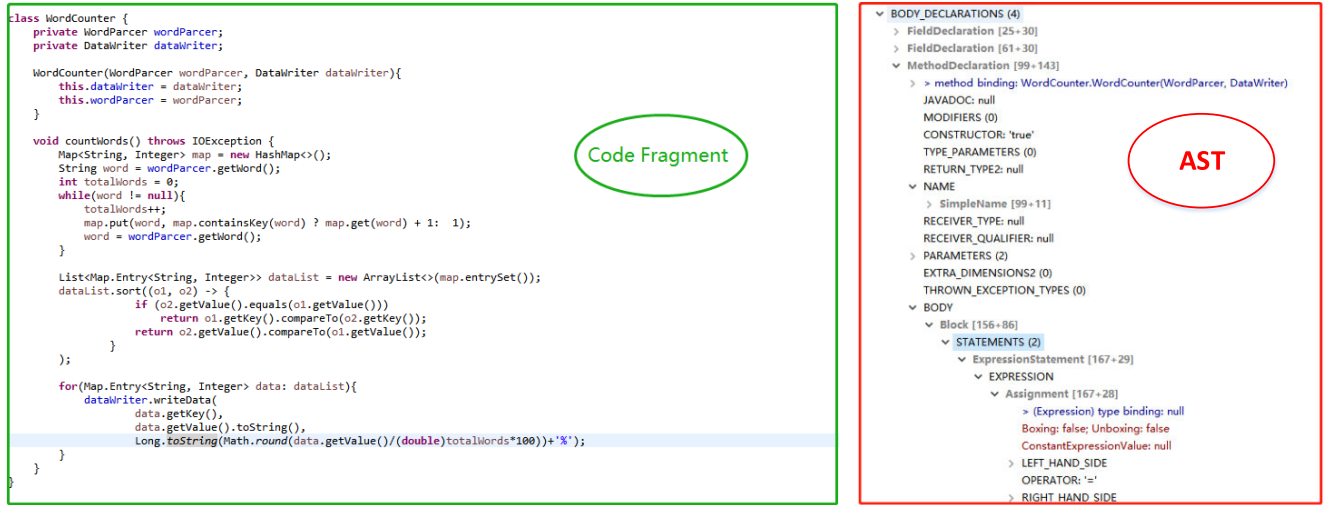 class WordCounter {
private WordParcer wordParcer;
private DataWriter dataWriter;
WordCounter(WordParcer wordParcer, DataWriter dataWriter){
this.dataWriter = dataWriter;
this.wordParcer = wordParcer;
}
void countWords() throws IOException {
Map<String, Integer> map = new HashMap<>();
String word = wordParcer.getWord();
int totalWords = 0;
while(word != null){
totalWords++;
map.put(word, map.containsKey(word) ? map.get(word) + 1:  1);
word = wordParcer.getWord();
}
List<Map.Entry<String, Integer>> dataList = new ArrayList<>(map.entrySet());
dataList.sort((o1, o2) -> {
if (o2.getValue().equals(o1.getValue()))
return o1.getKey().compareTo(o2.getKey());
return o2.getValue().compareTo(o1.getValue());
}
);
for(Map.Entry<String, Integer> data: dataList){
dataWriter.writeData(
data.getKey(),
data.getValue().toString(),
Long.toString(Math.round(data.getValue()/(double)totalWords*100))+'%');
}
}
}
Code Fragment
BODY_DECLARATIONS (4)
> FieldDeclaration [25+30]
> FieldDeclaration [61+30]
MethodDeclaration [99+143]
> > method binding: WordCounter.WordCounter(WordParcer, DataWriter)
JAVADOC: null
MODIFIERS (0)
CONSTRUCTOR: 'true'
TYPE_PARAMETERS (0)
RETURN_TYPE2: null
NAME
> SimpleName [99+11]
RECEIVER_TYPE: null
RECEIVER_QUALIFIER: null
> PARAMETERS (2)
EXTRA_DIMENSIONS2 (0)
THROWN_EXCEPTION_TYPES (0)
BODY
Block [156+86]
STATEMENTS (2)
ExpressionStatement [167+29]
EXPRESSION
Assignment [167+28]
> (Expression) type binding: null
Boxing: false; Unboxing: false
ConstantExpressionValue: null
> LEFT_HAND_SIDE
OPERATOR: '='
> RIGHT HAND SIDE
AST